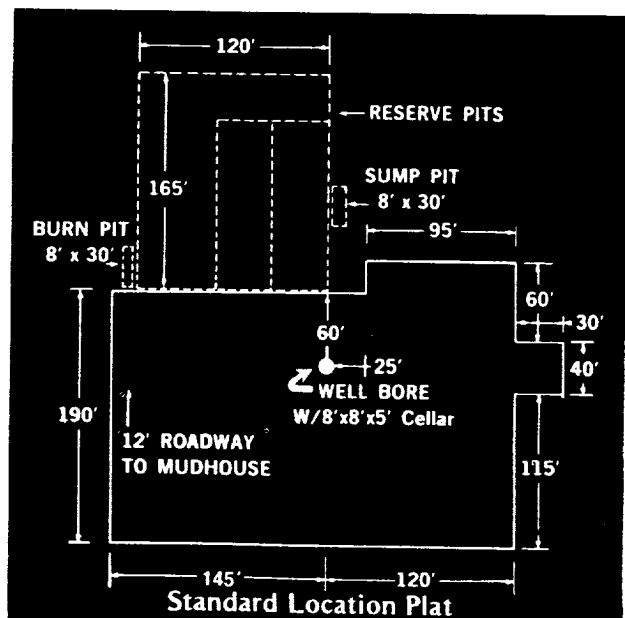 120'
RESERVE PITS
165'
SUMP PIT
8' x 30'
BURN PIT
8' x 30'
95'
60'
30'
60'
25'
40'
WELL BORE
W/8'x8'x5' Cellar
190'
12' ROADWAY
TO MUDHOUSE
115'
145'
120'
Standard Location Plat